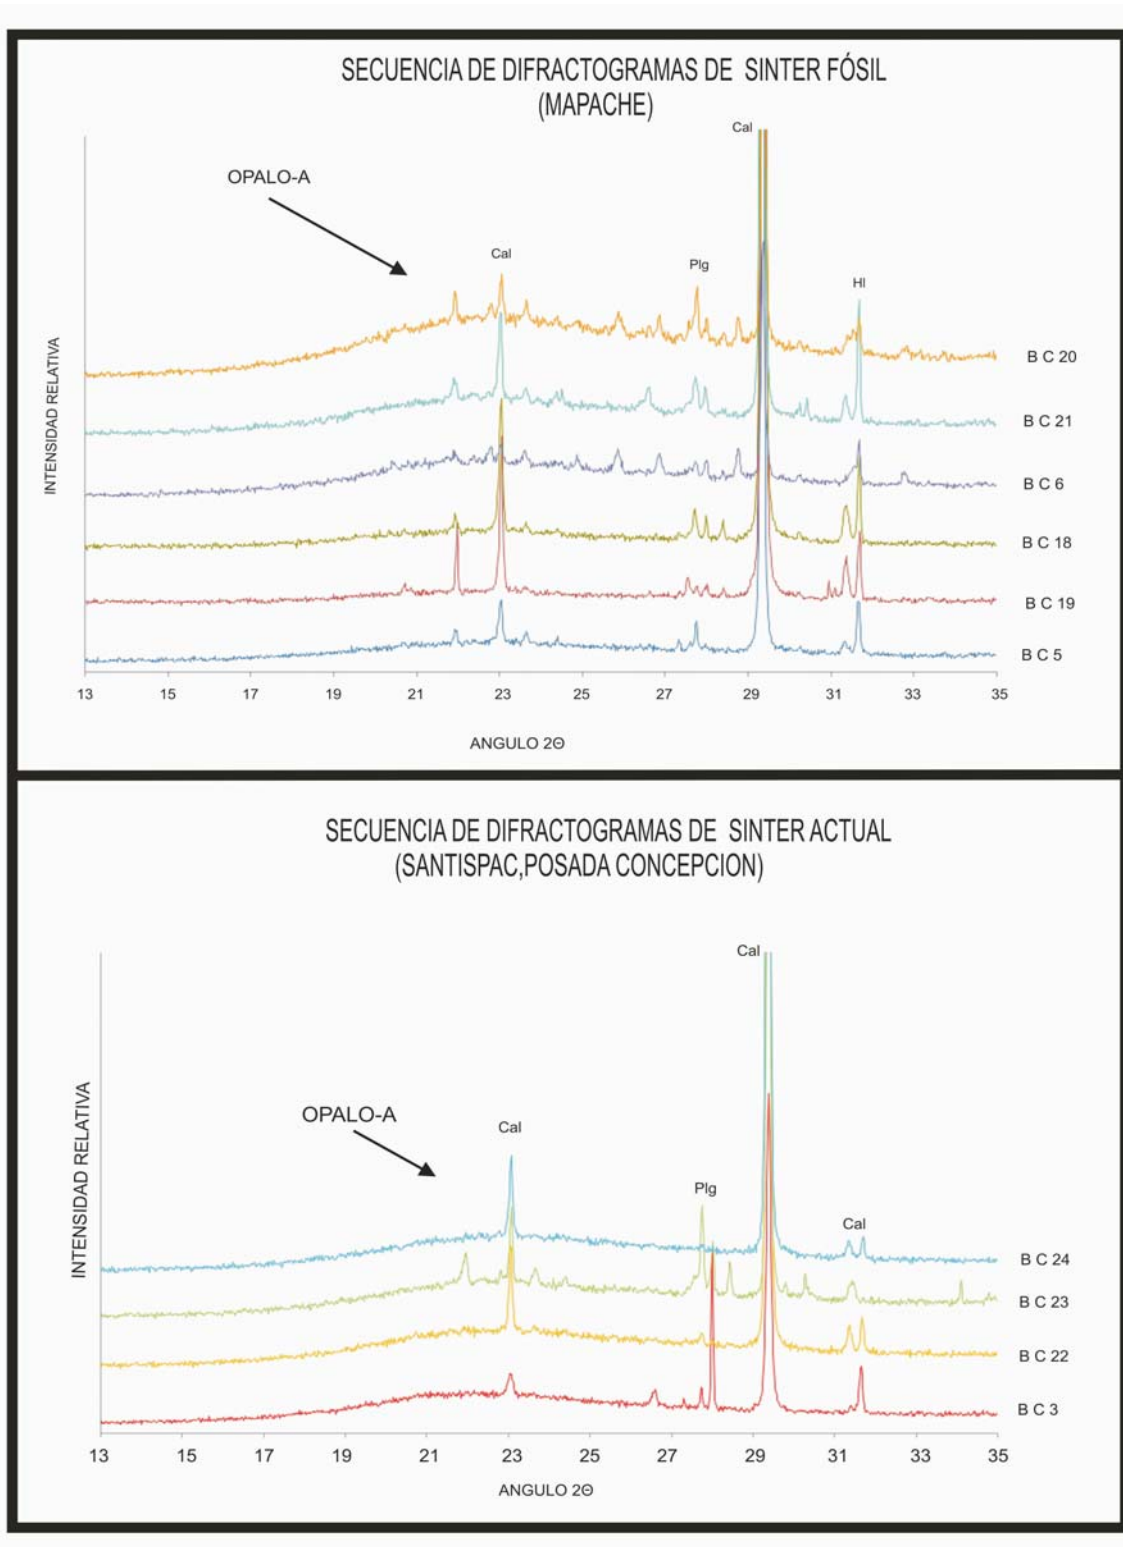 SECUENCIA DE DIFRACTOGRAMAS DE SINTER FÓSIL
(MAPACHE)
Cal
OPALO-A
Cal
Plg
Hl
INTENSIDAD RELATIVA
B C 20
B C 21
B C 6
B C 18
B C 19
B C 5
13 15 17 19 21 23 25 27 29 31 33 35
ANGULO 2Θ
SECUENCIA DE DIFRACTOGRAMAS DE SINTER ACTUAL
(SANTISPAC,POSADA CONCEPCION)
Cal
OPALO-A
Cal
Plg
Cal
INTENSIDAD RELATIVA
B C 24
B C 23
B C 22
B C 3
13 15 17 19 21 23 25 27 29 31 33 35
ANGULO 2Θ